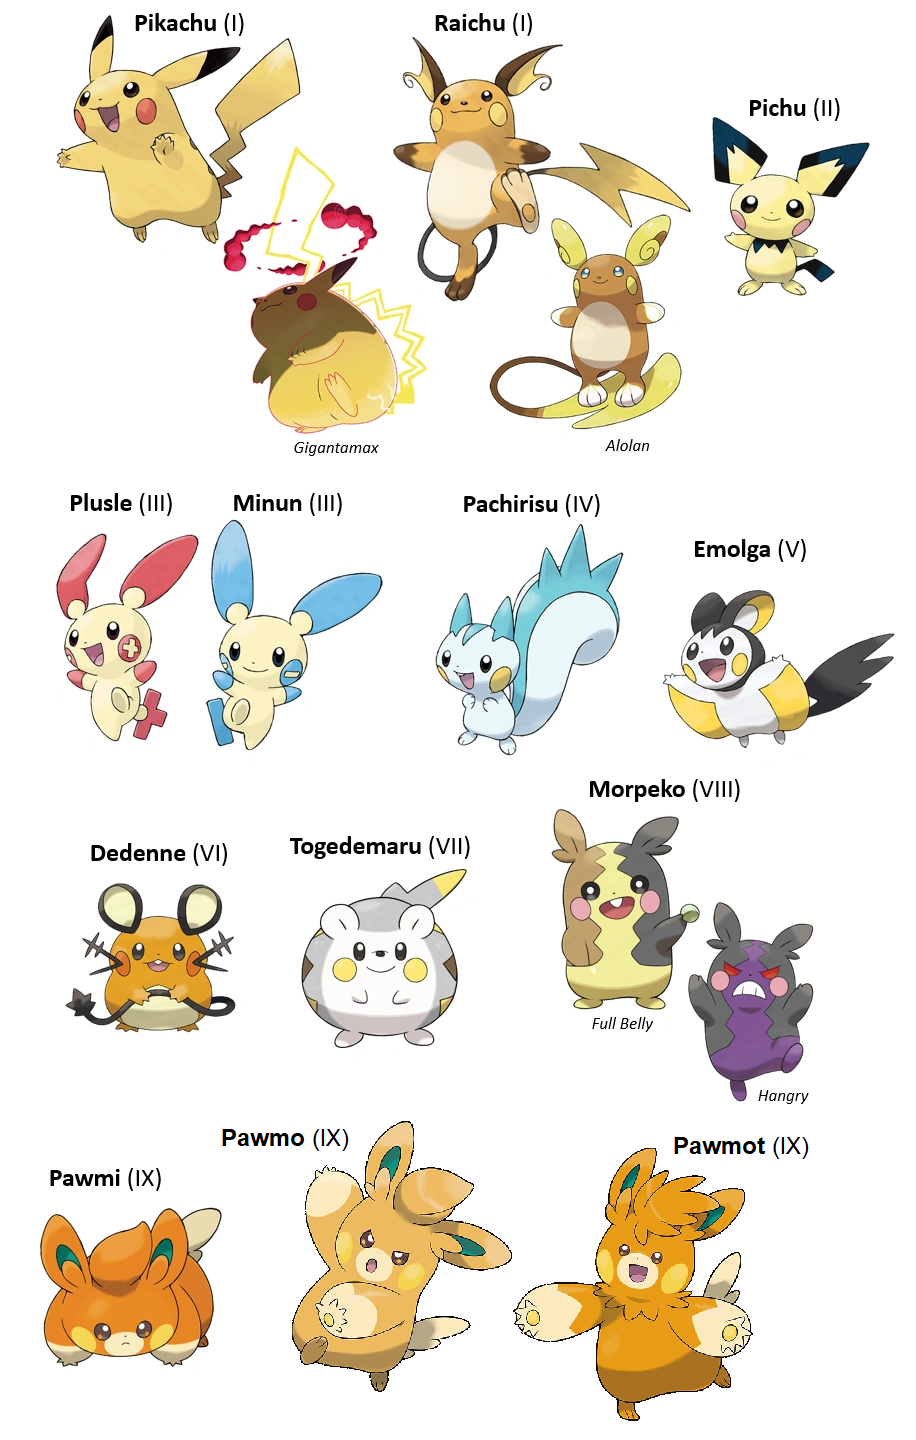 Pikachu (I)
Raichu (I)
Pichu (II)
Gigantamax
Alolan
Plusle (III)
Minun (III)
Pachirisu (IV)
Emolga (V)
Morpeko (VIII)
Dedenne (VI)
Togedemaru (VII)
Full Belly
Hangry
Pawmo (IX)
Pawmot (IX)
Pawmi (IX)